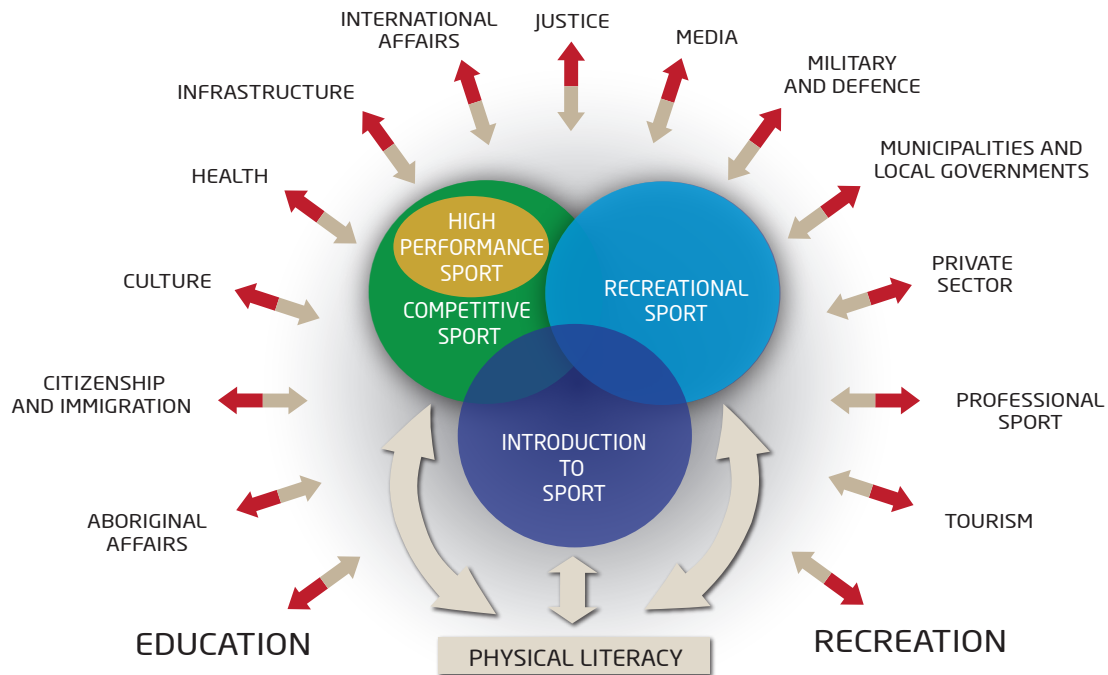 INTERNATIONAL
AFFAIRS
JUSTICE
MEDIA
MILITARY
AND DEFENCE
INFRASTRUCTURE
MUNICIPALITIES AND
LOCAL GOVERNMENTS
HEALTH
HIGH
PERFORMANCE
SPORT
COMPETITIVE
SPORT
RECREATIONAL
SPORT
CULTURE
PRIVATE
SECTOR
CITIZENSHIP
AND IMMIGRATION
PROFESSIONAL
SPORT
INTRODUCTION
TO
SPORT
ABORIGINAL
AFFAIRS
TOURISM
EDUCATION
RECREATION
PHYSICAL LITERACY